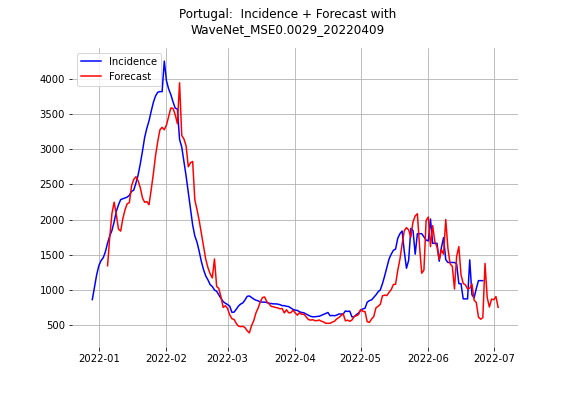 Portugal:  Incidence + Forecast with
WaveNet_MSE0.0029_20220409
Incidence
Forecast
4000
3500
3000
2500
2000
1500
1000
500
2022-01 2022-02 2022-03 2022-04 2022-05 2022-06 2022-07